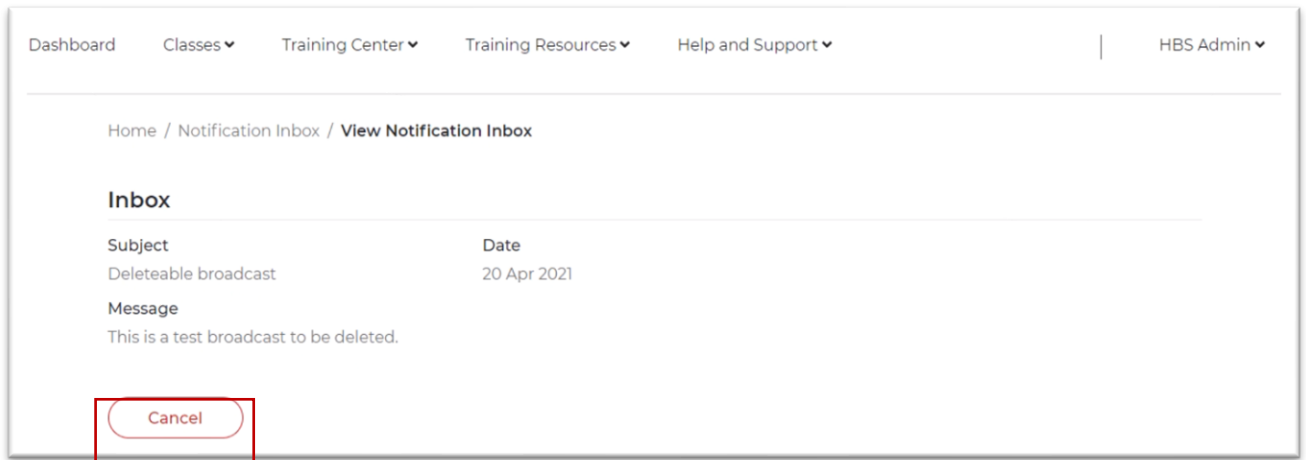 Dashboard Classes Training Center Training Resources Help and Support HBS Admin
Home / Notification Inbox / View Notification Inbox
Inbox
Subject Date
Deleteable broadcast 20 Apr 2021
Message
This is a test broadcast to be deleted.
Cancel